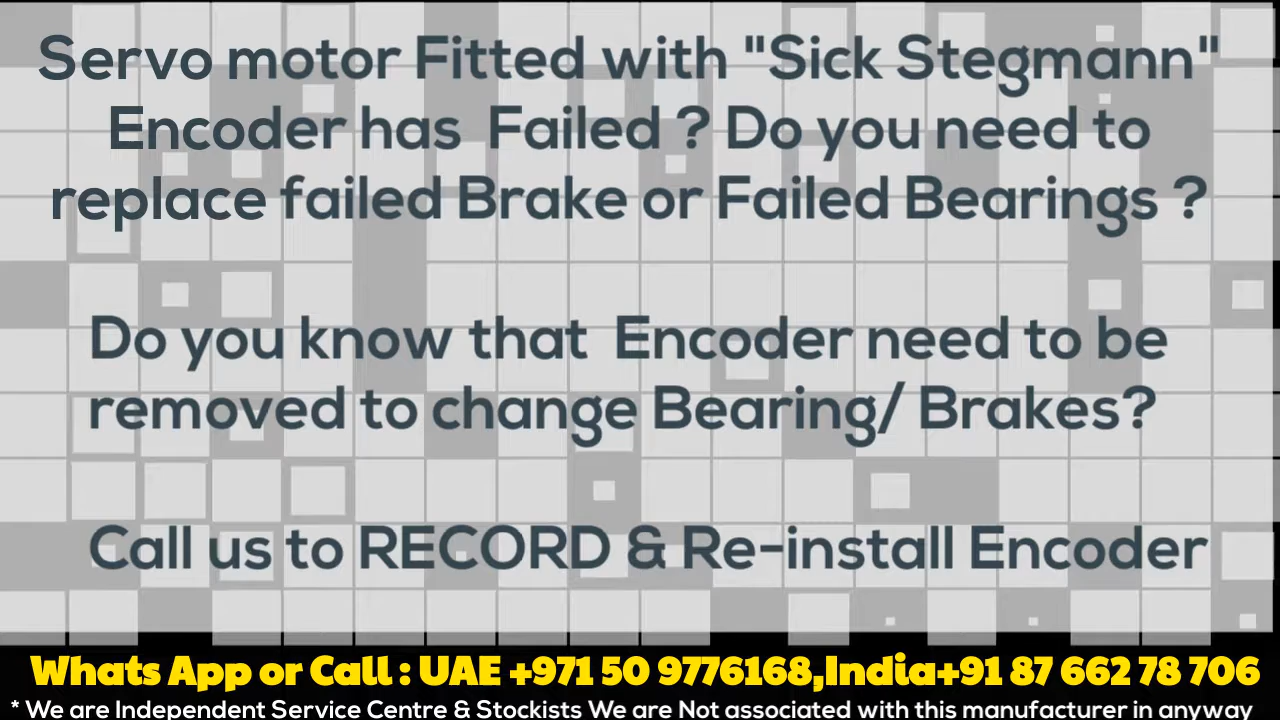 Servo motor Fitted with "Sick Stegmann"
Encoder has Failed ? Do you need to
replace failed Brake or Failed Bearings ?
Do you know that Encoder need to be
removed to change Bearing/ Brakes?
Call us to RECORD & Re-install Encoder
Whats App or Call : UAE +971 50 9776168,India+91 87 662 78 706
* We are Independent Service Centre & Stockists We are Not associated with this manufacturer in anyway